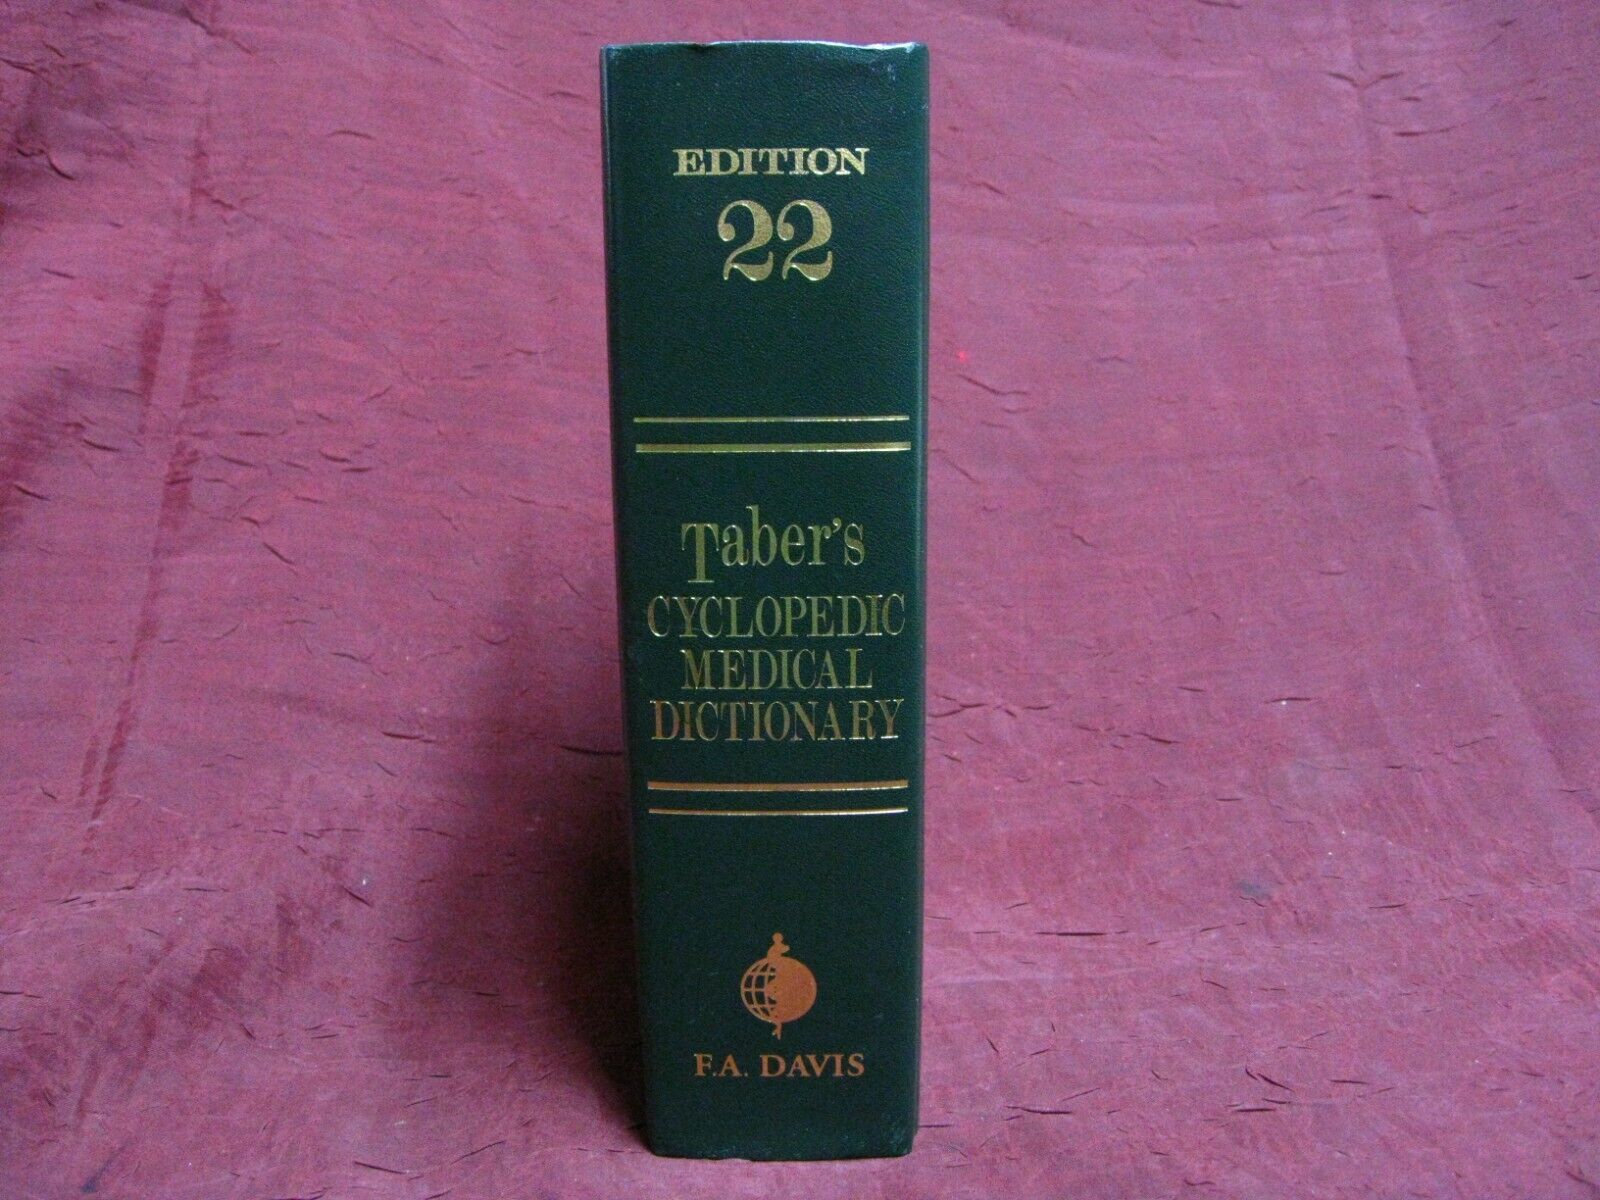 EDITION
22
Taber's
CYCLOPEDIC
MEDICAL
DICTIONARY
F.A. DAVIS